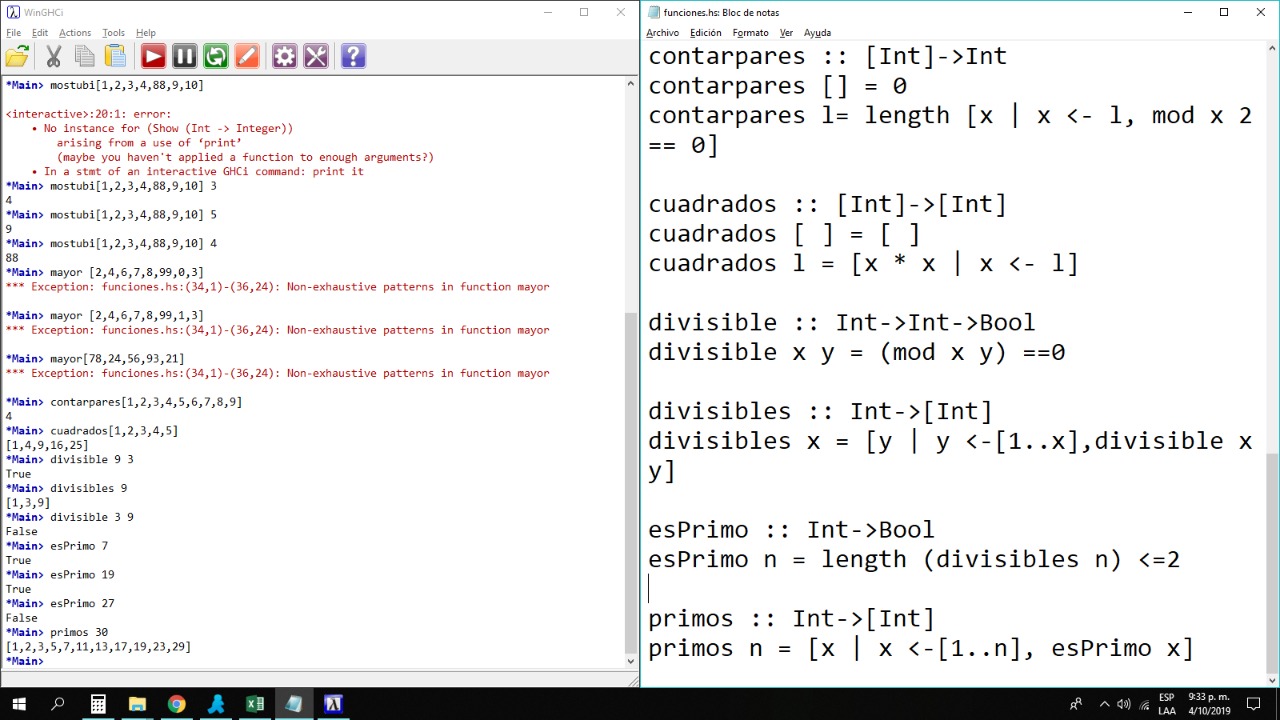 WinGHCi
File Edit Actions Tools Help
*Main> mostubi[1,2,3,4,88,9,10]
<interactive>:20:1: error:
• No instance for (Show (Int -> Integer))
arising from a use of ‘print’
(maybe you haven't applied a function to enough arguments?)
• In a stmt of an interactive GHCi command: print it
*Main> mostubi[1,2,3,4,88,9,10] 3
4
*Main> mostubi[1,2,3,4,88,9,10] 5
9
*Main> mostubi[1,2,3,4,88,9,10] 4
88
*Main> mayor [2,4,6,7,8,99,0,3]
*** Exception: funciones.hs:(34,1)-(36,24): Non-exhaustive patterns in function mayor
*Main> mayor [2,4,6,7,8,99,1,3]
*** Exception: funciones.hs:(34,1)-(36,24): Non-exhaustive patterns in function mayor
*Main> mayor[78,24,56,93,21]
*** Exception: funciones.hs:(34,1)-(36,24): Non-exhaustive patterns in function mayor
*Main> contarpares[1,2,3,4,5,6,7,8,9]
4
*Main> cuadrados[1,2,3,4,5]
[1,4,9,16,25]
*Main> divisible 9 3
True
*Main> divisibles 9
[1,3,9]
*Main> divisible 3 9
False
*Main> esPrimo 7
True
*Main> esPrimo 19
True
*Main> esPrimo 27
False
*Main> primos 30
[1,2,3,5,7,11,13,17,19,23,29]
*Main>
funciones.hs: Bloc de notas
Archivo Edición Formato Ver Ayuda
contarpares :: [Int]->Int
contarpares [] = 0
contarpares l= length [x | x <- l, mod x 2
== 0]
cuadrados :: [Int]->[Int]
cuadrados [ ] = [ ]
cuadrados l = [x * x | x <- l]
divisible :: Int->Int->Bool
divisible x y = (mod x y) ==0
divisibles :: Int->[Int]
divisibles x = [y | y <-[1..x],divisible x
y]
esPrimo :: Int->Bool
esPrimo n = length (divisibles n) <=2
primos :: Int->[Int]
primos n = [x | x <-[1..n], esPrimo x]
ESP
LAA
9:33 p. m.
4/10/2019